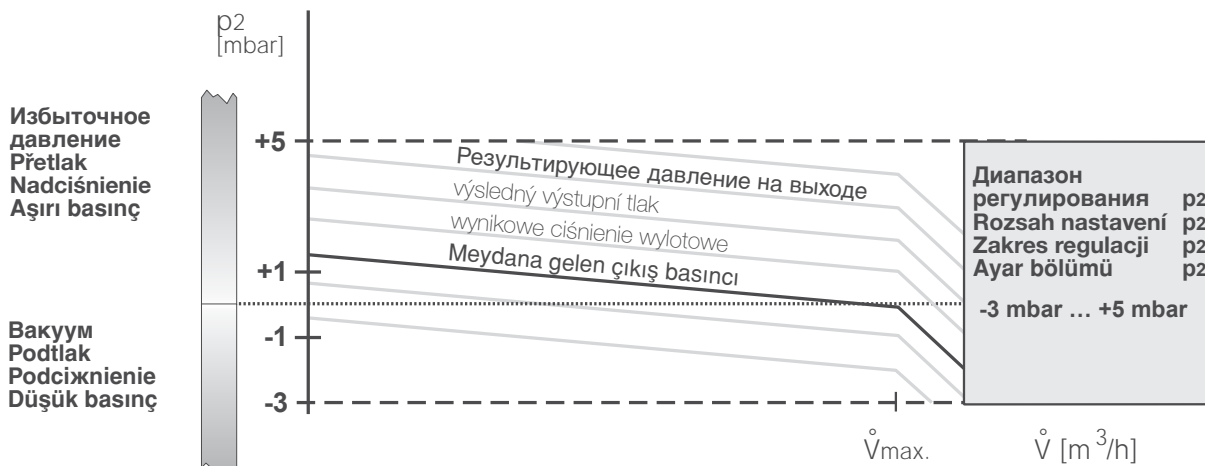 p2
[mbar]
Избыточное
давление
Přetlak
Nadciśnienie
Aşırı basınç
+5
+1
-1
-3
Вакуум
Podtlak
Podciжnienie
Düşük basınç
Результирующее давление на выходе
výsledný výstupní tlak
wynikowe ciśnienie wylotowe
Meydana gelen çıkış basıncı
Диапазон
регулирования p2
Rozsah nastavení p2
Zakres regulacji p2
Ayar bölümü p2
-3 mbar … +5 mbar
V̊max.
V̊ [m³/h]